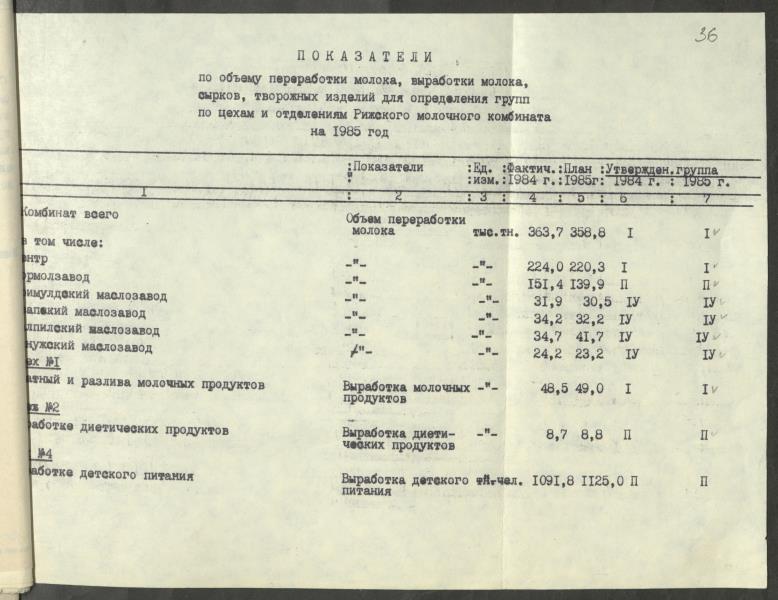 36
ПОКАЗАТЕЛИ
по объему переработки молока, выработки молока,
сырков, творожных изделий для определения групп
по цехам и отделениям Рижского молочного комбината
на 1985 год
:Показатели :Ед. :Фактич.:План :Утвержден.группа
" :изм.:1984 г.:1985г: 1984 г. : 1985 г.
1 : 2 : 3 : 4 : 5 : 6 : 7
Комбинат всего Объем переработки
молока тыс.тн. 363,7 358,8 I I
в том числе:
ентр -"- -"- 224,0 220,3 I I
ормолзавод -"- -"- 151,4 139,9 П П
имулдский маслозавод -"- -"- 31,9 30,5 IУ IУ
апский маслозавод -"- -"- 34,2 32,2 IУ IУ
лпилский маслозавод -"- -"- 34,7 41,7 IУ IУ
нужский маслозавод -"- -"- 24,2 23,2 IУ IУ
ех №I
атный и разлива молочных продуктов Выработка молочных -"- 48,5 49,0 I I
продуктов
ех №2
работке диетических продуктов Выработка диети- -"- 8,7 8,8 П П
ческих продуктов
№4
аботке детского питания Выработка детского чел. 1091,8 1125,0 П П
питания